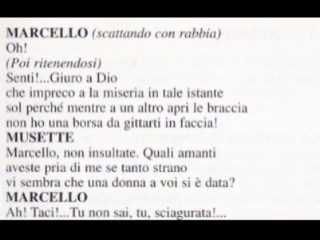 MARCELLO (scattando con rabbia)
Oh!
(Poi ritenendosi)
Senti!...Giuro a Dio
che impreco a la miseria in tale istante
sol perché mentre a un altro apri le braccia
non ho una borsa da gittarti in faccia!
MUSETTE
Marcello, non insultate. Quali amanti
aveste pria di me se tanto strano
vi sembra che una donna a voi si è data?
MARCELLO
Ah! Taci!...Tu non sai, tu, sciagurata!...